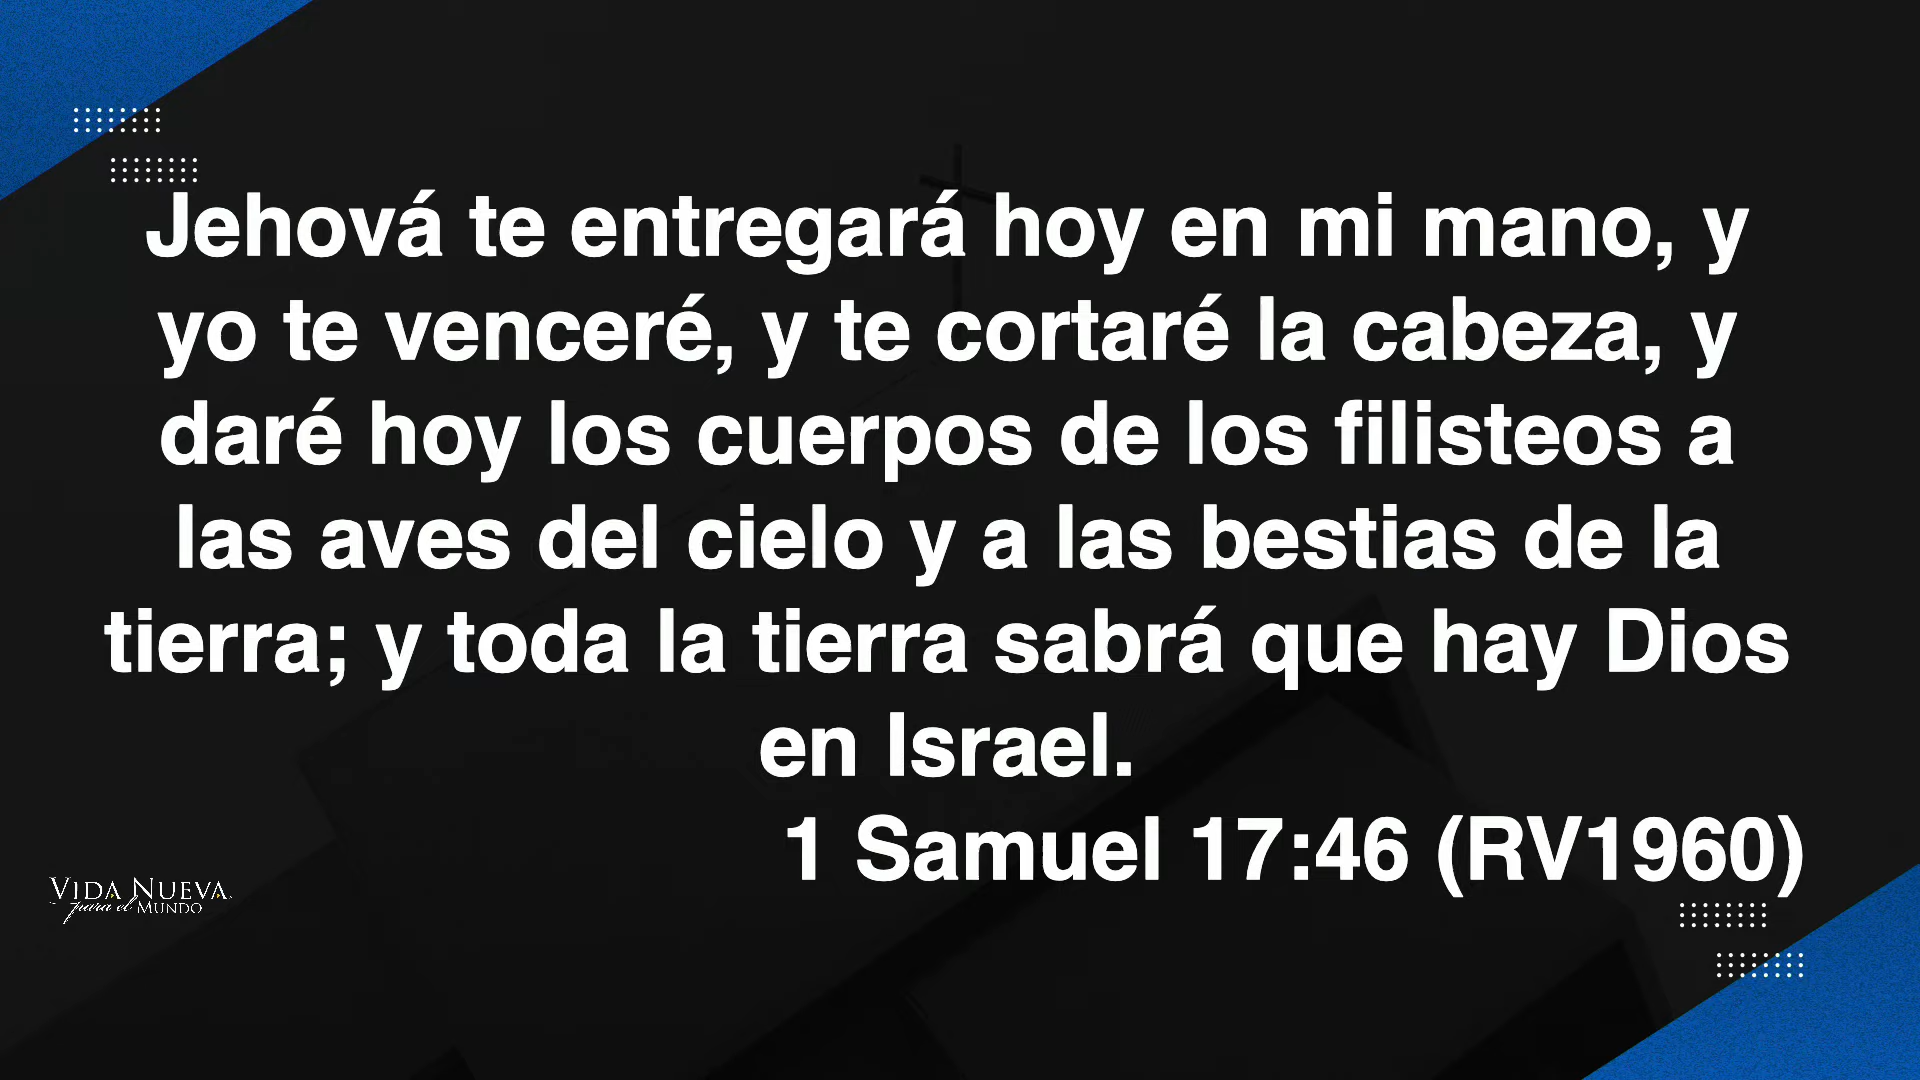 Jehová te entregará hoy en mi mano, y
yo te venceré, y te cortaré la cabeza, y
daré hoy los cuerpos de los filisteos a
las aves del cielo y a las bestias de la
tierra; y toda la tierra sabrá que hay Dios
en Israel.
1 Samuel 17:46 (RV1960)
VIDA NUEVA
para el MUNDO